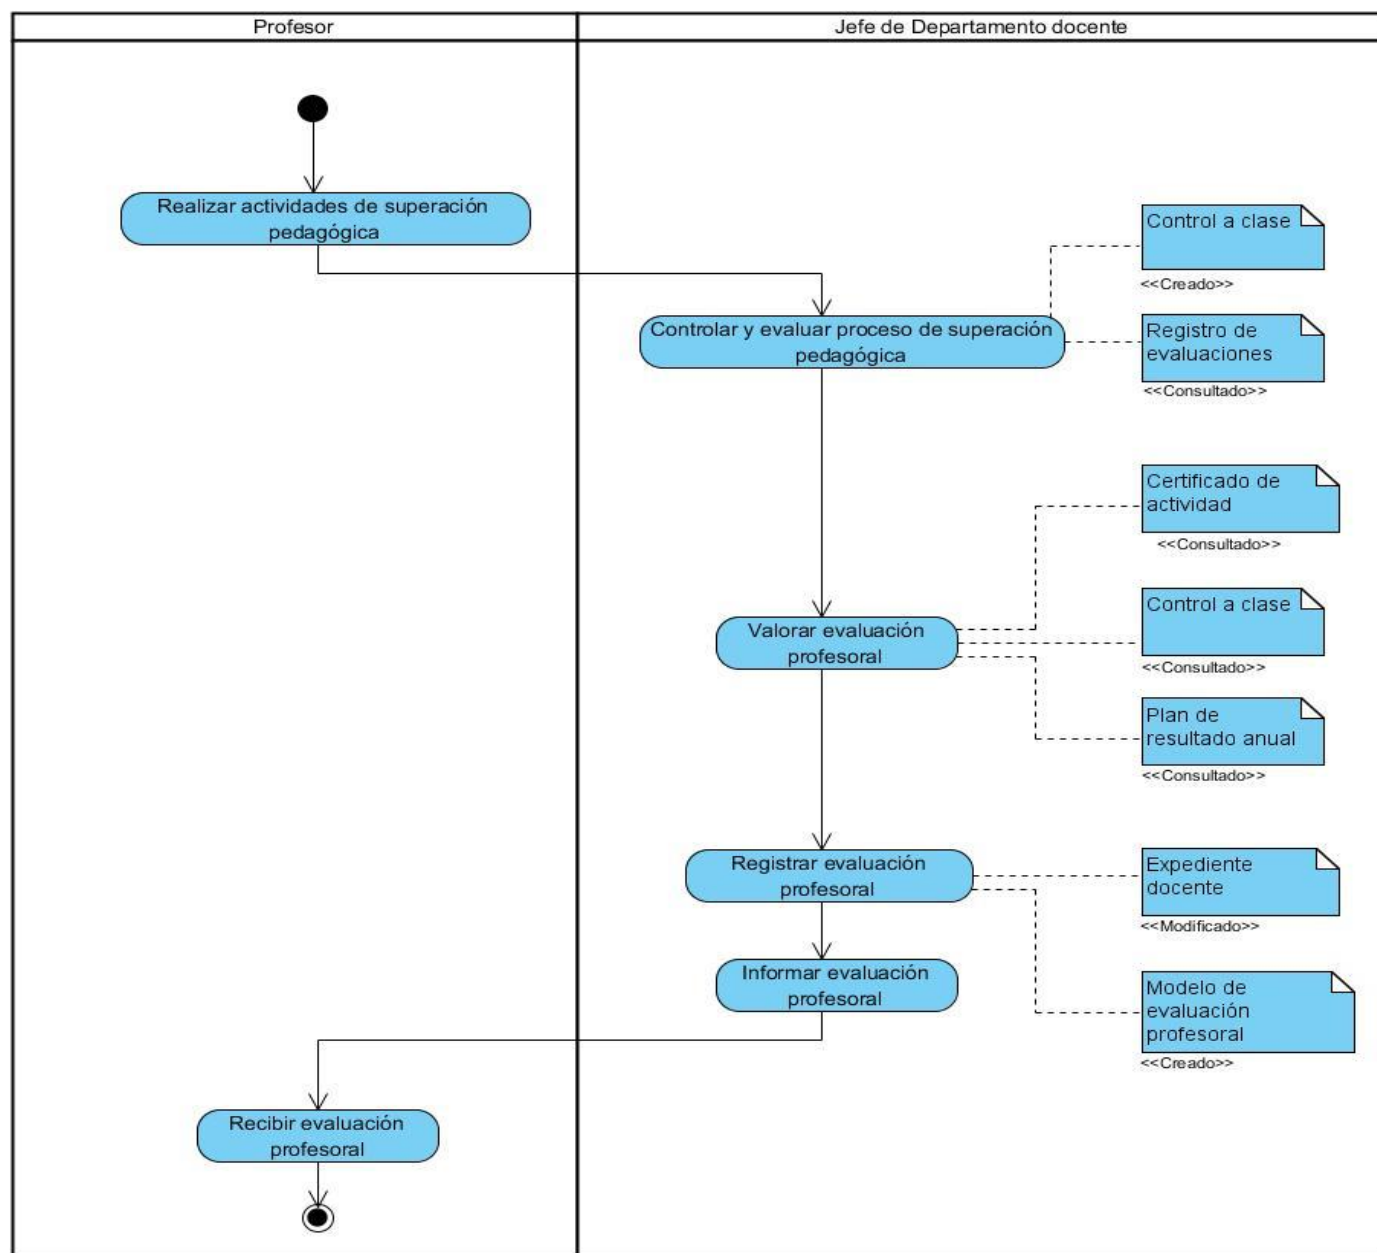 Profesor
Jefe de Departamento docente
Realizar actividades de superación
pedagógica
Control a clase
<<Creado>>
Controlar y evaluar proceso de superación
pedagógica
Registro de
evaluaciones
<<Consultado>>
Certificado de
actividad
<<Consultado>>
Control a clase
<<Consultado>>
Valorar evaluación
profesoral
Plan de
resultado anual
<<Consultado>>
Registrar evaluación
profesoral
Expediente
docente
<<Modificado>>
Informar evaluación
profesoral
Modelo de
evaluación
profesoral
<<Creado>>
Recibir evaluación
profesoral